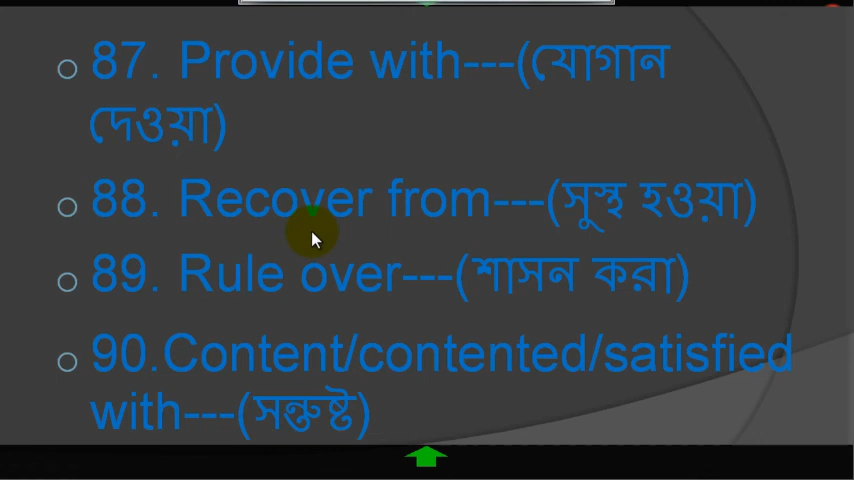 87. Provide with---(যোগান
দেওয়া)
88. Recover from---(সুস্থ হওয়া)
89. Rule over---(শাসন করা)
90.Content/contented/satisfied
with---(সন্তুষ্ট)